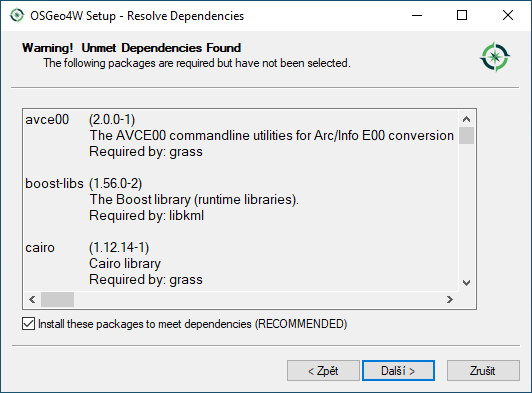 OSGeo4W Setup - Resolve Dependencies
Warning! Unmet Dependencies Found
The following packages are required but have not been selected.
avce00 (2.0.0-1)
The AVCE00 commandline utilities for Arc/Info E00 conversion
Required by: grass
boost-libs (1.56.0-2)
The Boost library (runtime libraries).
Required by: libkml
cairo (1.12.14-1)
Cairo library
Required by: grass
Install these packages to meet dependencies (RECOMMENDED)
< Zpět Další > Zrušit